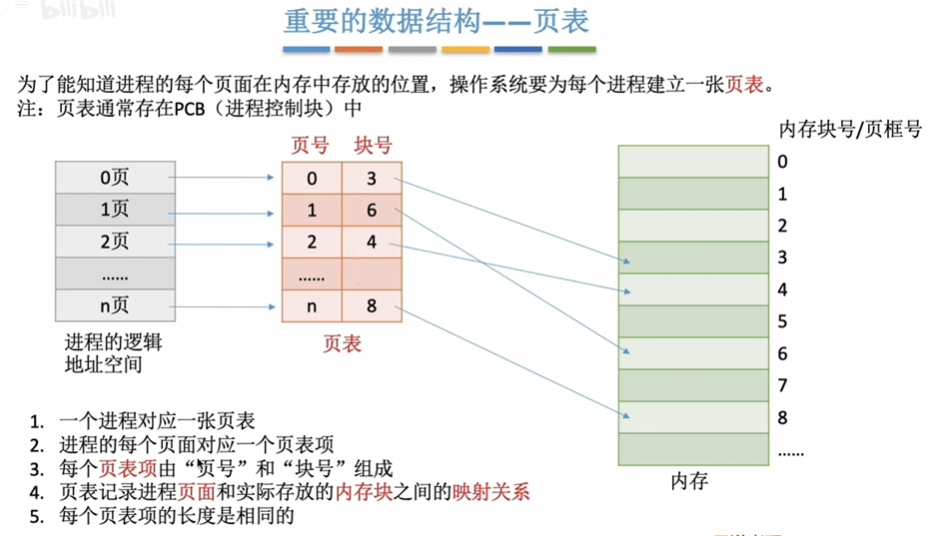 bilibili
重要的数据结构——页表
为了能知道进程的每个页面在内存中存放的位置，操作系统要为每个进程建立一张页表。
注：页表通常存在PCB（进程控制块）中
内存块号/页框号
页号 块号
0页 0 3 0
1页 1 6 1
2页 2 4 2
…… …… 3
n页 n 8 4
5
6
7
8
……
进程的逻辑
地址空间
页表
内存
1. 一个进程对应一张页表
2. 进程的每个页面对应一个页表项
3. 每个页表项由“页号”和“块号”组成
4. 页表记录进程页面和实际存放的内存块之间的映射关系
5. 每个页表项的长度是相同的